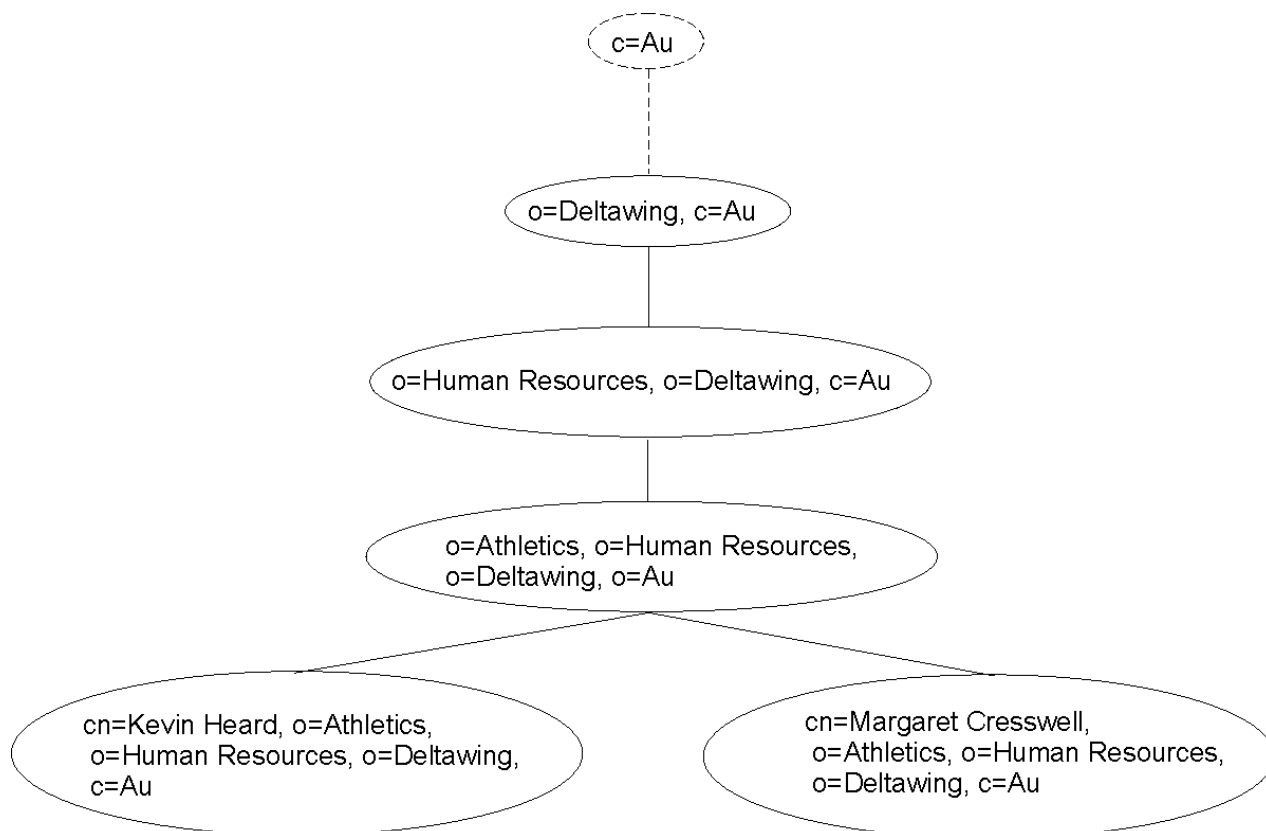 c=Au
o=Deltawing, c=Au
o=Human Resources, o=Deltawing, c=Au
o=Athletics, o=Human Resources,
o=Deltawing, o=Au
cn=Kevin Heard, o=Athletics,
o=Human Resources, o=Deltawing,
c=Au
cn=Margaret Cresswell,
o=Athletics, o=Human Resources,
o=Deltawing, c=Au